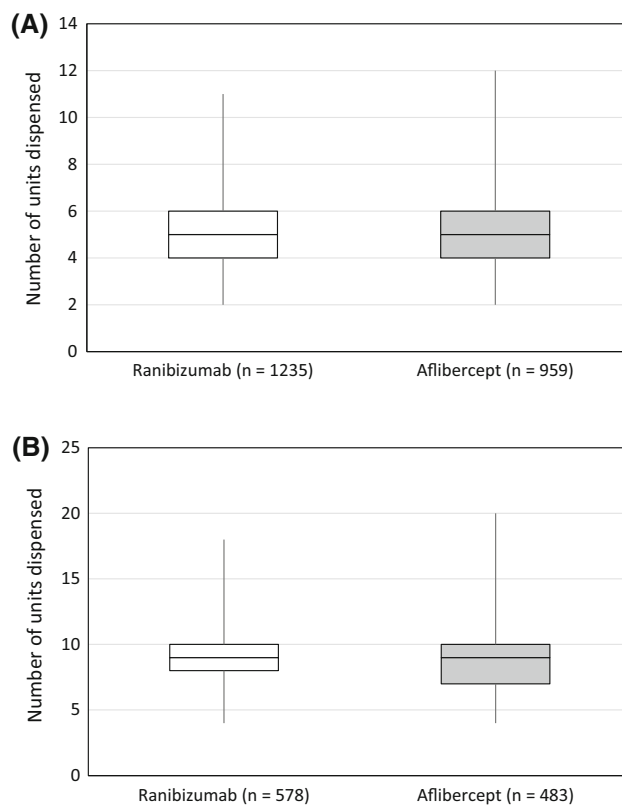 (A)
Number of units dispensed
14
12
10
8
6
4
2
0
Ranibizumab (n = 1235) Aflibercept (n = 959)
(B)
Number of units dispensed
25
20
15
10
5
0
Ranibizumab (n = 578) Aflibercept (n = 483)